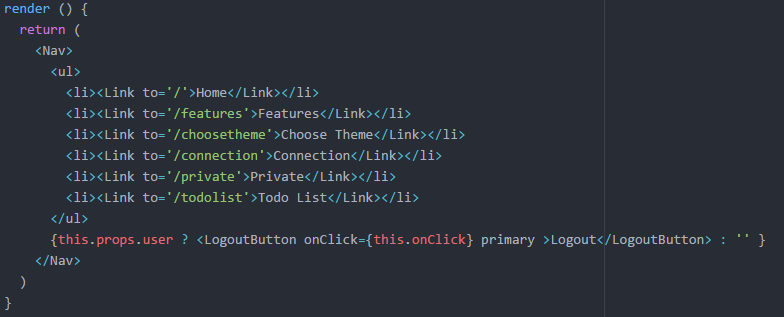 render () {
  return (
    <Nav>
      <ul>
        <li><Link to='/'>Home</Link></li>
        <li><Link to='/features'>Features</Link></li>
        <li><Link to='/choosetheme'>Choose Theme</Link></li>
        <li><Link to='/connection'>Connection</Link></li>
        <li><Link to='/private'>Private</Link></li>
        <li><Link to='/todolist'>Todo List</Link></li>
      </ul>
      {this.props.user ? <LogoutButton onClick={this.onClick} primary >Logout</LogoutButton> : '' }
    </Nav>
  )
}